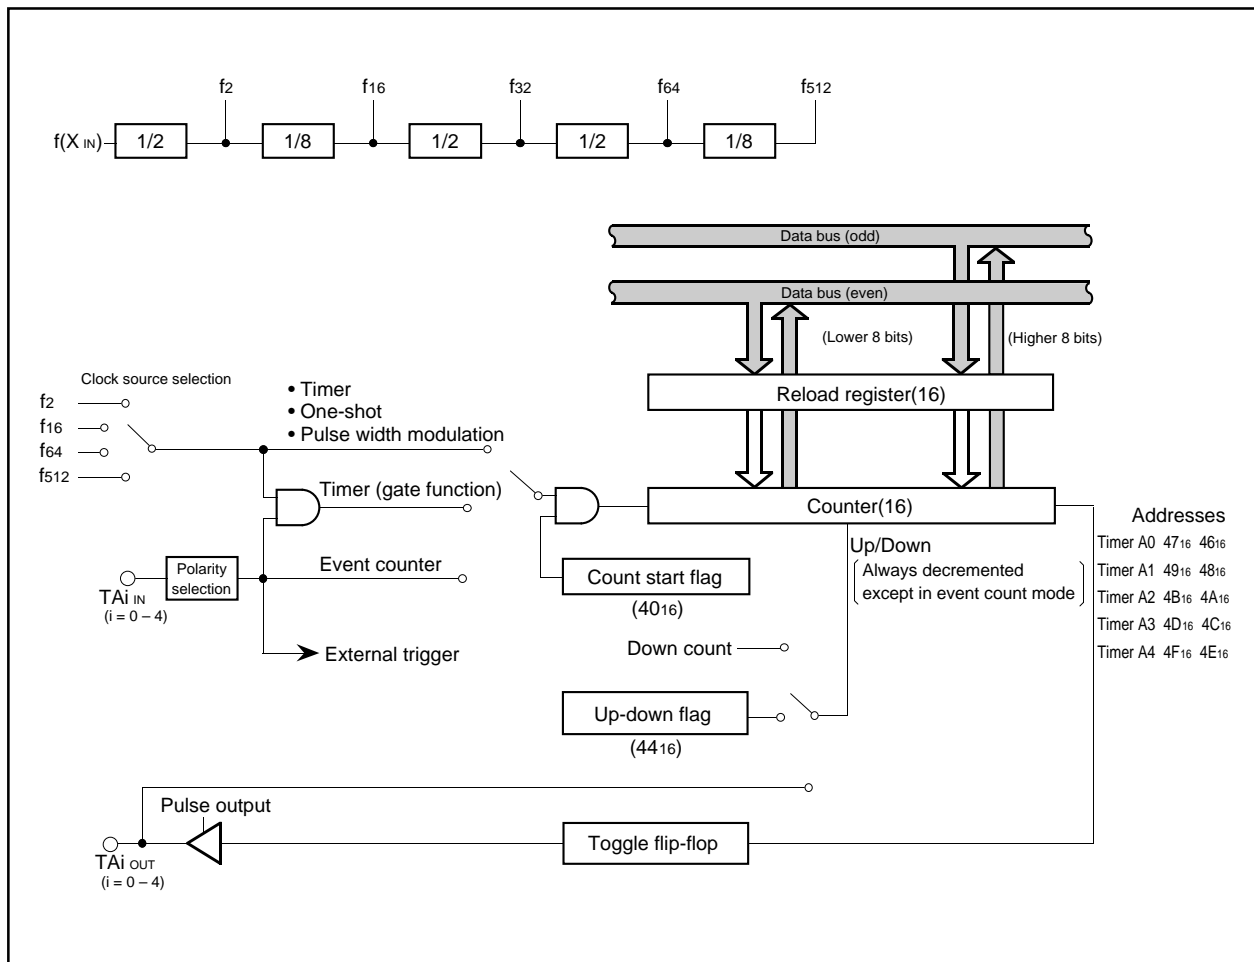 f2 f16 f32 f64 f512
f(X IN) 1/2 1/8 1/2 1/2 1/8
Data bus (odd)
Data bus (even)
(Lower 8 bits) (Higher 8 bits)
Reload register(16)
Clock source selection
f2
f16
f64
f512
• Timer
• One-shot
• Pulse width modulation
Timer (gate function)
Counter(16)
Addresses
Timer A0 4716 4616
Timer A1 4916 4816
Timer A2 4B16 4A16
Timer A3 4D16 4C16
Timer A4 4F16 4E16
Up/Down
Always decremented
except in event count mode
Polarity
selection
Event counter
Count start flag
(4016)
TAi IN
(i = 0 – 4)
External trigger
Down count
Up-down flag
(4416)
Pulse output
Toggle flip-flop
TAi OUT
(i = 0 – 4)